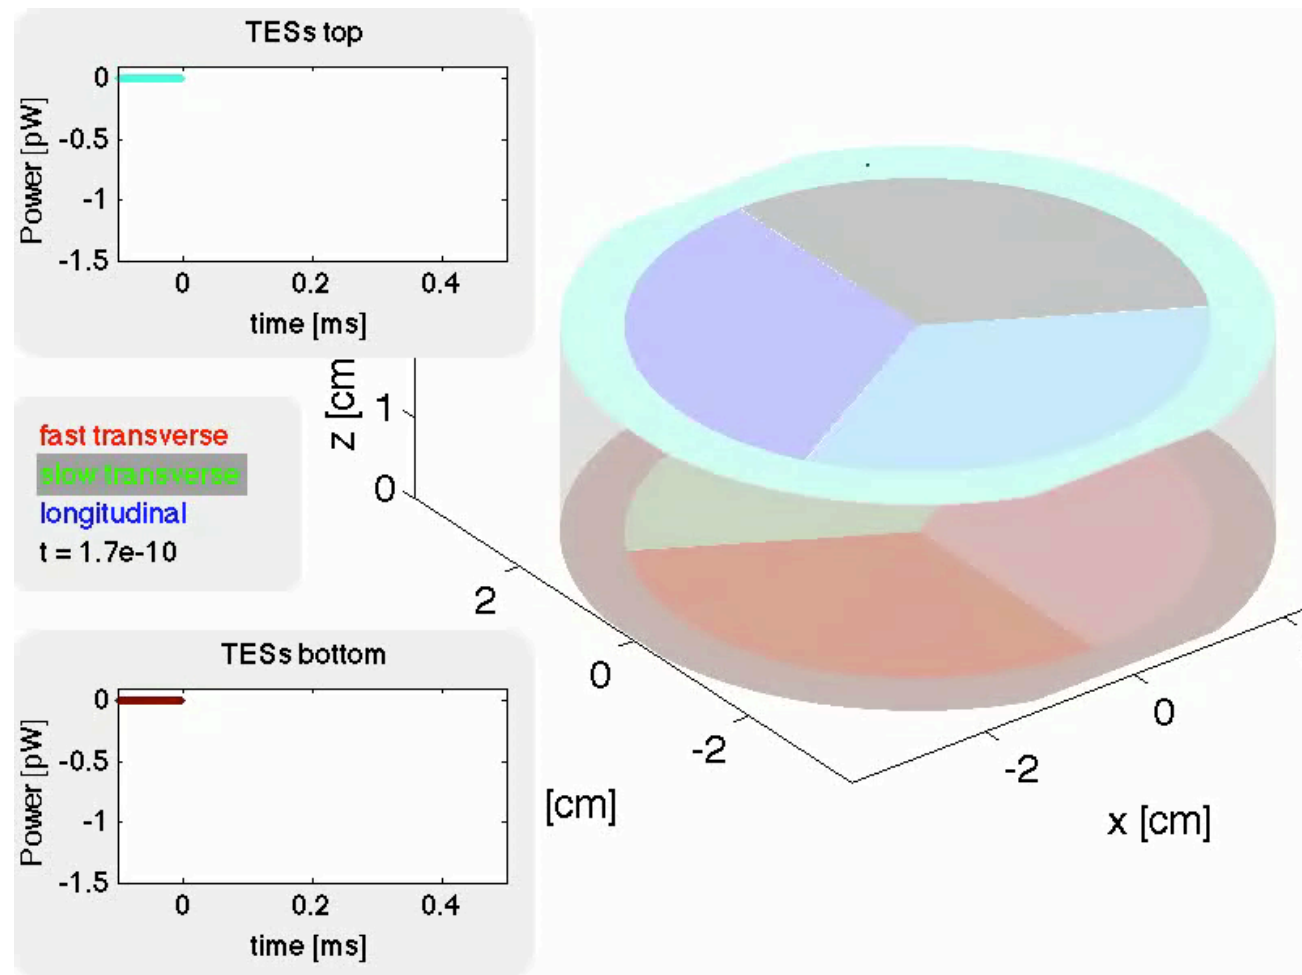 TESs top
0
-0.5
-1
-1.5
Power [pW]
0 0.2 0.4
time [ms]
fast transverse
slow transverse
longitudinal
t = 1.7e-10
z [cm
1
0
2
0
-2
[cm]
0
-2
x [cm]
TESs bottom
0
-0.5
-1
-1.5
Power [pW]
0 0.2 0.4
time [ms]